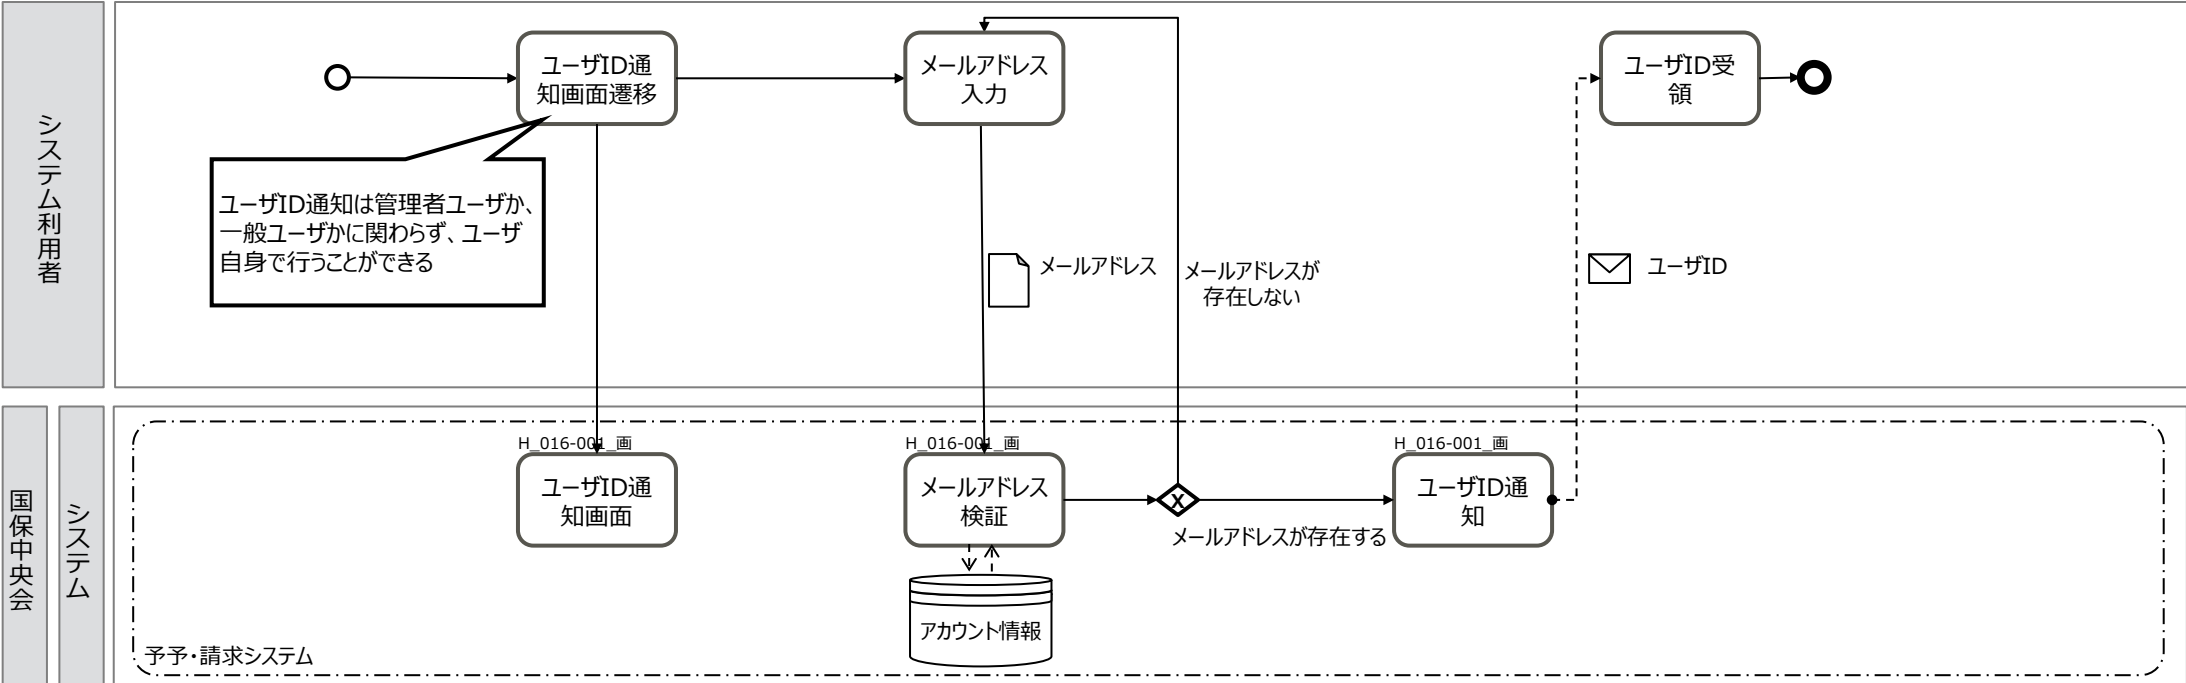 システム利用者
ユーザID通
知画面遷移
メールアドレス
入力
ユーザID受
領
ユーザID通知は管理者ユーザか、
一般ユーザかに関わらず、ユーザ
自身で行うことができる
メールアドレス
メールアドレスが
存在しない
ユーザID
国保中央会
システム
H_016-001_画
ユーザID通
知画面
H_016-001_画
メールアドレス
検証
X
メールアドレスが存在する
H_016-001_画
ユーザID通
知
アカウント情報
予予・請求システム